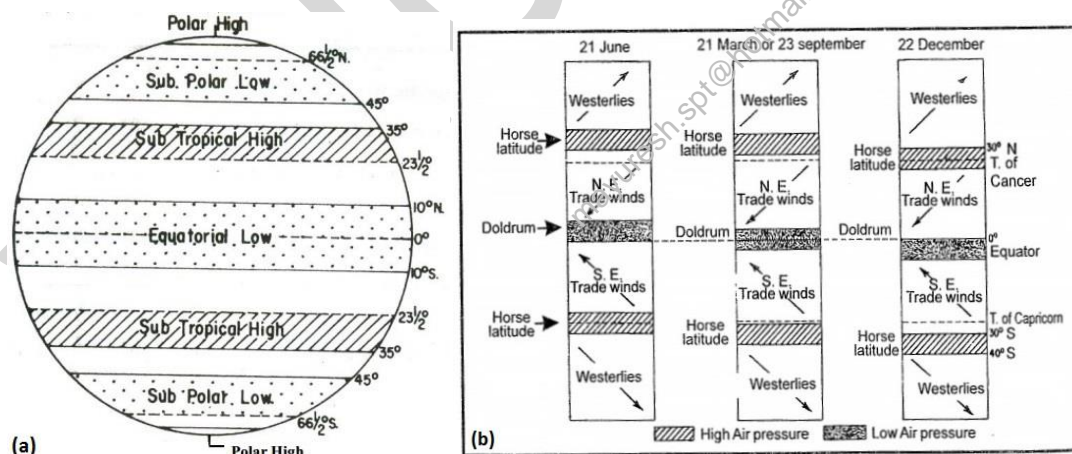 Polar High
66½°N.
Sub Polar Low
45°
35°
Sub Tropical High
23½°
10°N.
Equatorial Low
0°
10°S.
23½°
Sub Tropical High
35°
45°
Sub Polar Low
66½°S.
Polar High
(a)
21 June
21 March or 23 september
22 December
Westerlies
Westerlies
Westerlies
Horse
latitude
Horse
latitude
Horse
latitude
30° N
T. of
Cancer
N. E.
Trade winds
N. E.
Trade winds
N.E.
Trade winds
Doldrum
Doldrum
Doldrum
0°
Equator
S. E.
Trade winds
S. E.
Trade winds
S. E.
Trade winds
Horse
latitude
Horse
latitude
Horse
latitude
T. of Capricorn
30° S
40° S
Westerlies
Westerlies
Westerlies
(b)
High Air pressure
Low Air pressure